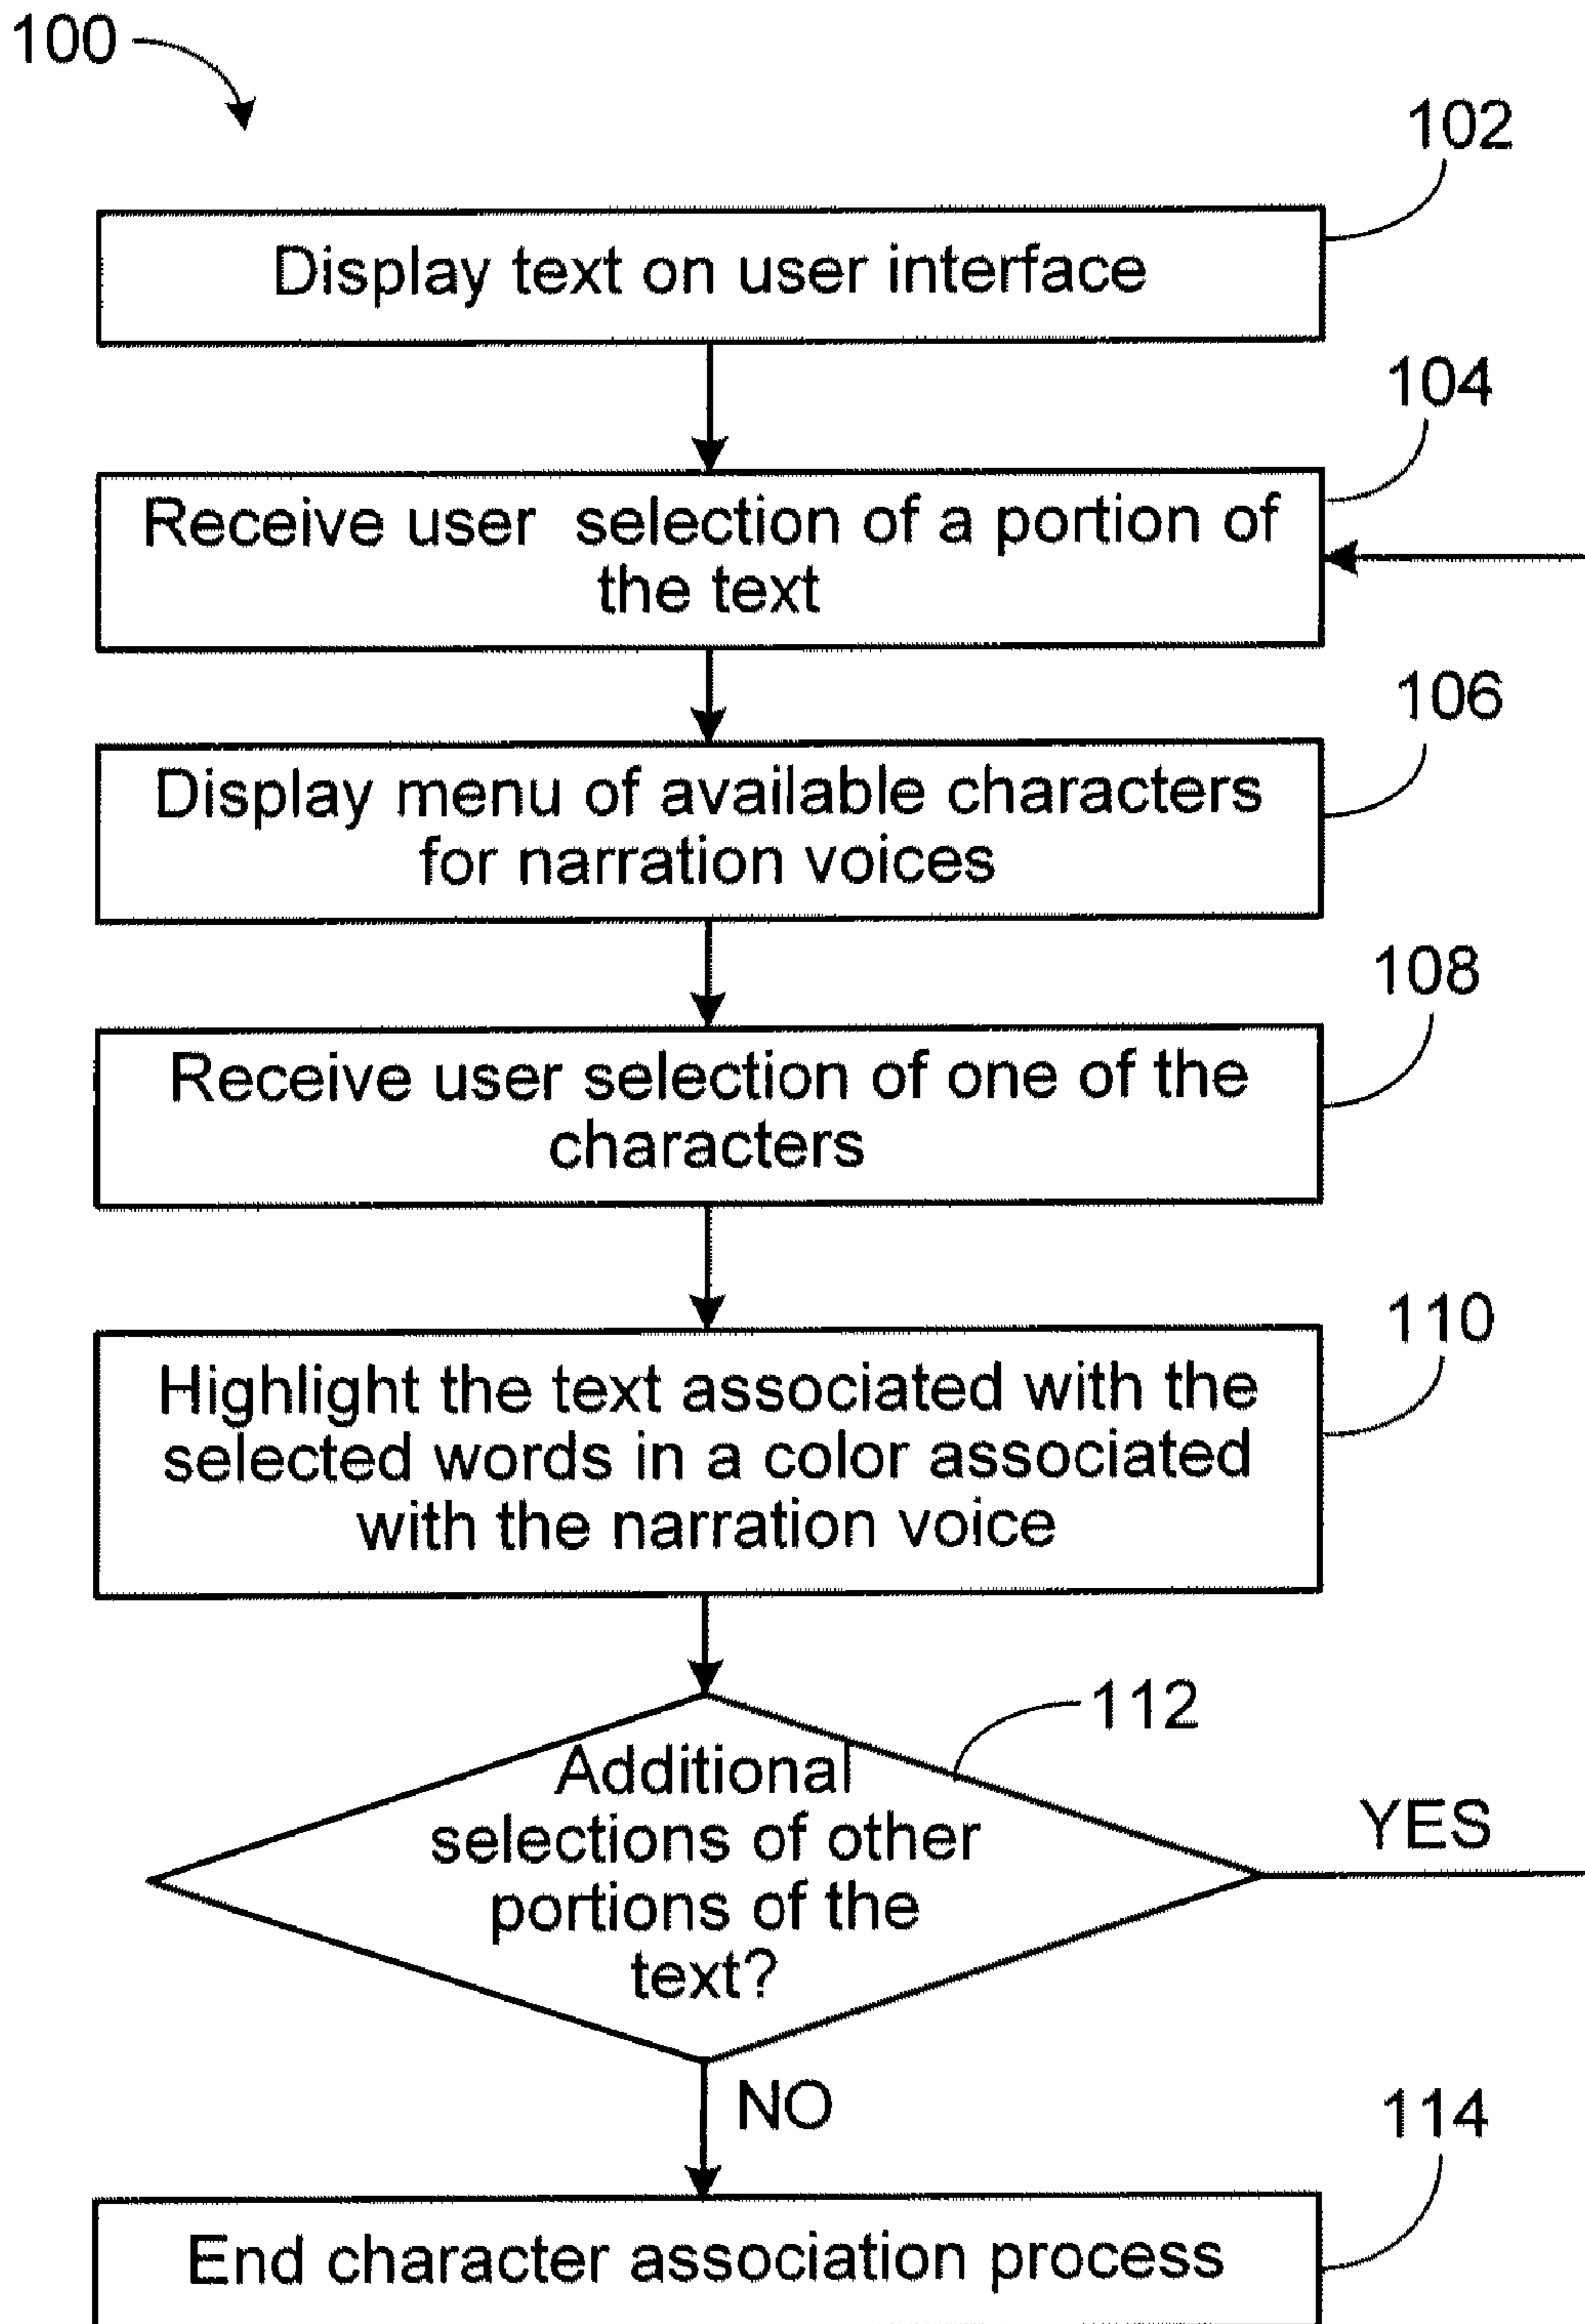 100
102
Display text on user interface
104
Receive user selection of a portion of
the text
106
Display menu of available characters
for narration voices
108
Receive user selection of one of the
characters
110
Highlight the text associated with the
selected words in a color associated
with the narration voice
112
Additional
selections of other
portions of the
text?
YES
NO
114
End character association process